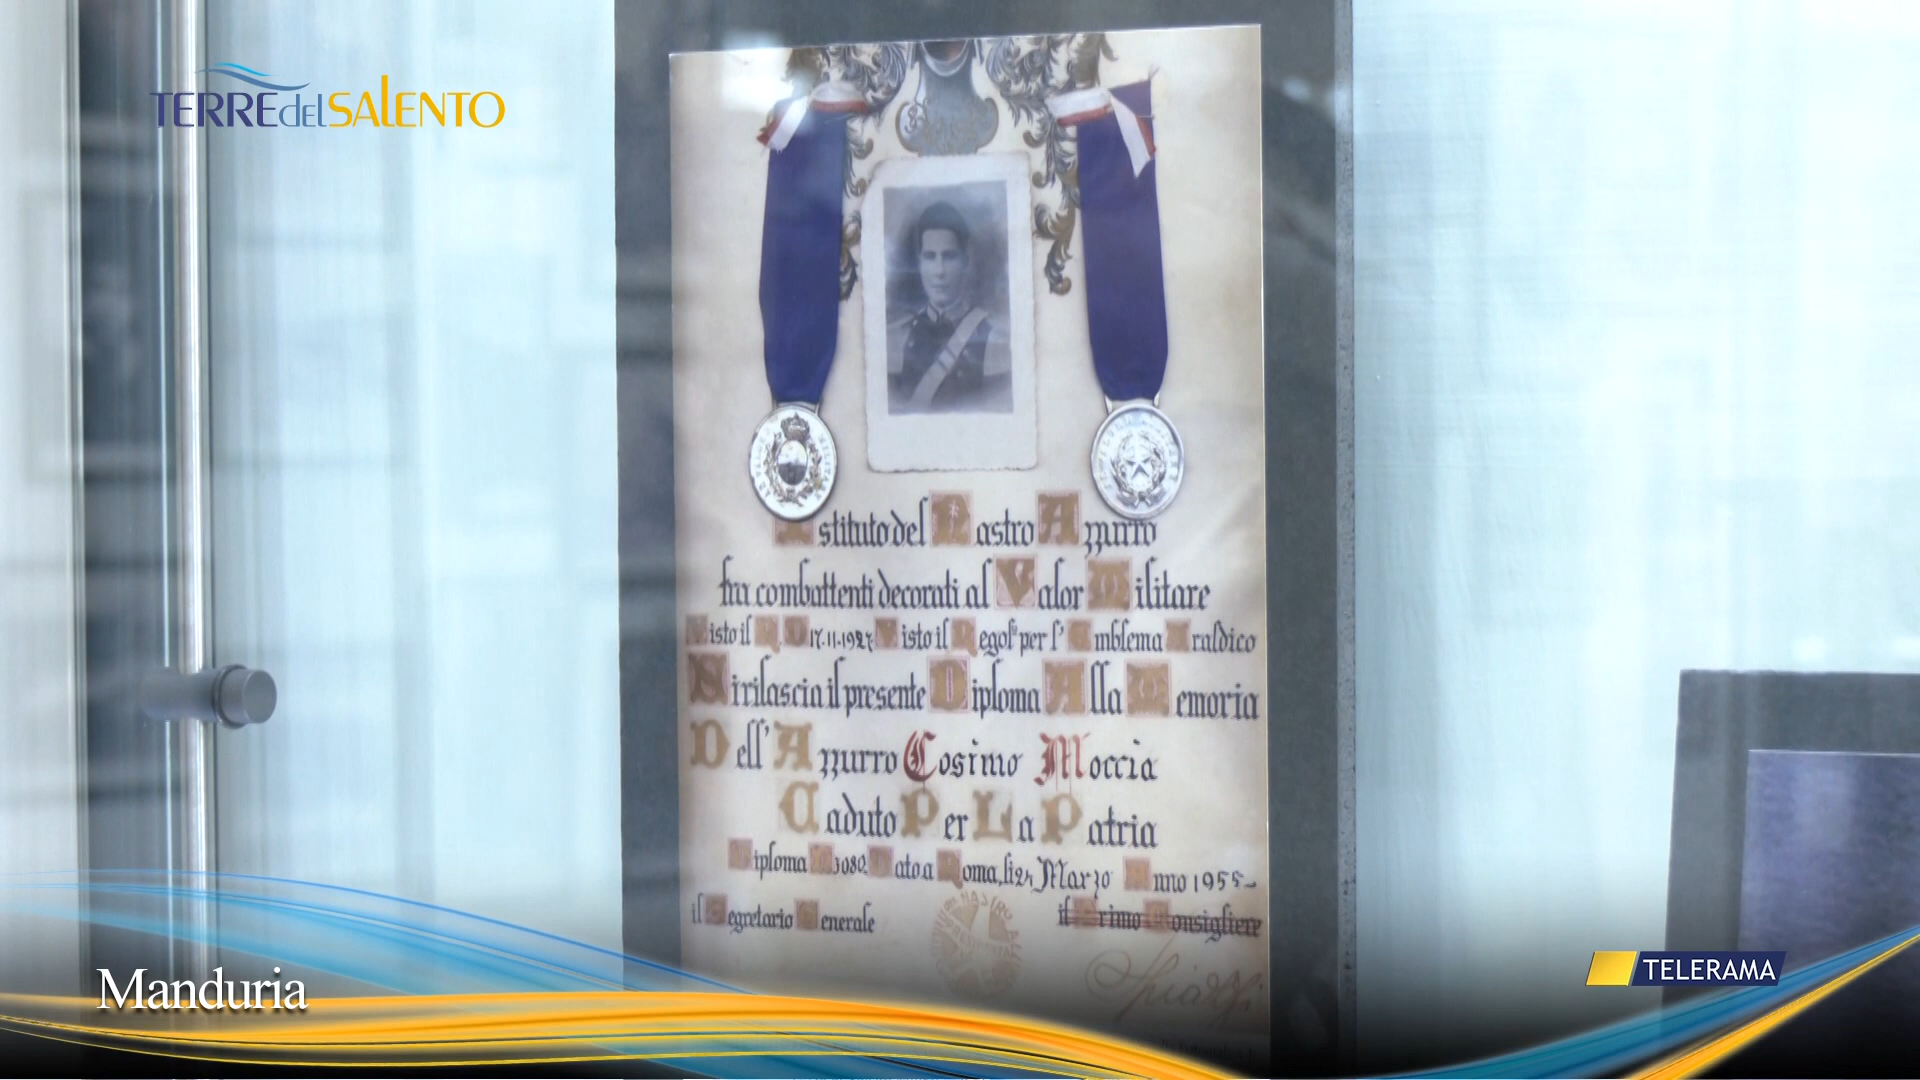 TERREdelSALENTO
Istituto del Nastro Azzurro
fra combattenti decorati al Valor Militare
Visto il R.D. 17.11.1927 Visto il Regol.to per l' Emblema Araldico
Si rilascia il presente Diploma Alla Memoria
Dell' Azzurro Cosimo Moccia
Caduto Per La Patria
Diploma Dato a Roma, li 24 Marzo Anno 1955
il Segretario Generale
il Primo Consigliere
Manduria
TELERAMA